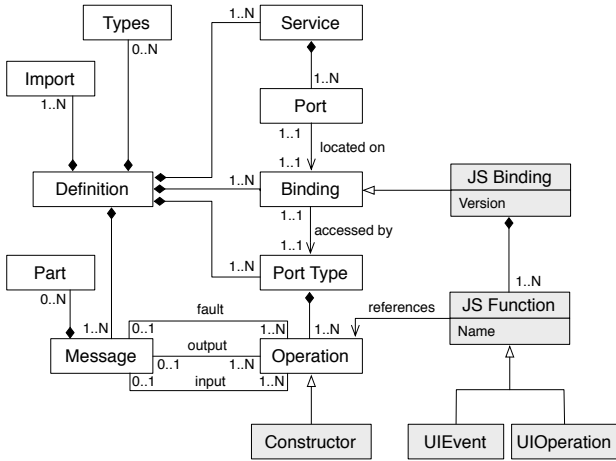 Types
0..N
1..N
Service
1..N
Import
1..N
Port
1..1
located on
1..1
Definition
1..N
Binding
JS Binding
Version
1..1
accessed by
1..1
Part
0..N
1..N
Port Type
1..N
1..N
fault
0..1
1..N
1..N
references
JS Function
Name
Message
output
0..1
1..N
Operation
0..1
input
1..N
Constructor
UIEvent
UIOperation